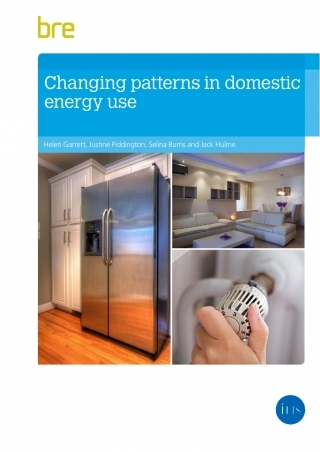 bre
Changing patterns in domestic
energy use
Helen Garrett, Justine Piddington, Selina Burris and Jack Hulme
ihs